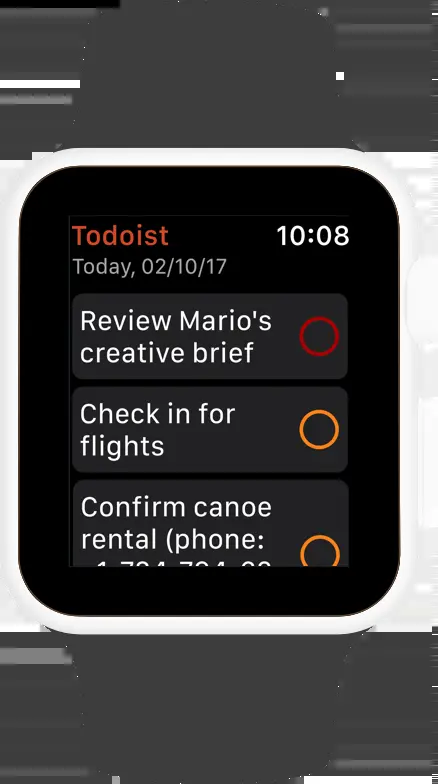 Todoist
10:08
Today, 02/10/17
Review Mario's
creative brief
Check in for
flights
Confirm canoe
rental (phone: